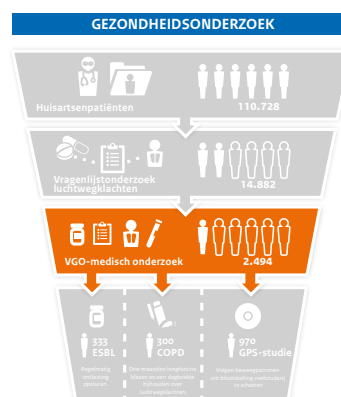 GEZONDHEIDSONDERZOEK
Huisartsenpatiënten
110.728
Vragenlijstonderzoek
luchtwegklachten
14.882
VGO-medisch onderzoek
2.494
333
ESBL
300
COPD
970
GPS-studie
Regelmatig
ontlasting
opsturen.
Drie maanden longfunctie
blazen en een dagboekje
bijhouden over
luchtwegklachten.
Volgen beweegpatronen
om blootstelling veehouderij
te schatten